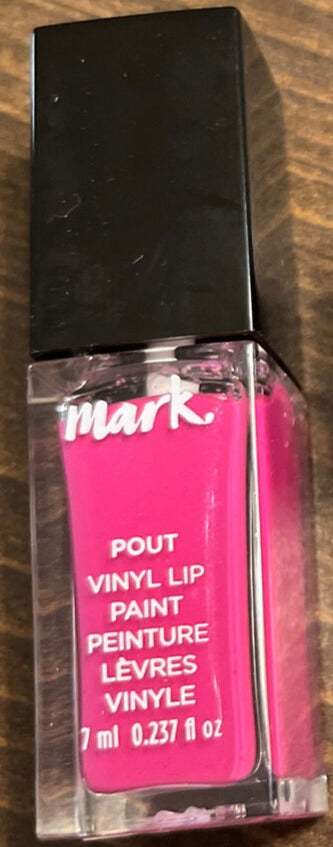 mark.
POUT
VINYL LIP
PAINT
PEINTURE
LÈVRES
VINYLE
7 ml 0.237 fl oz